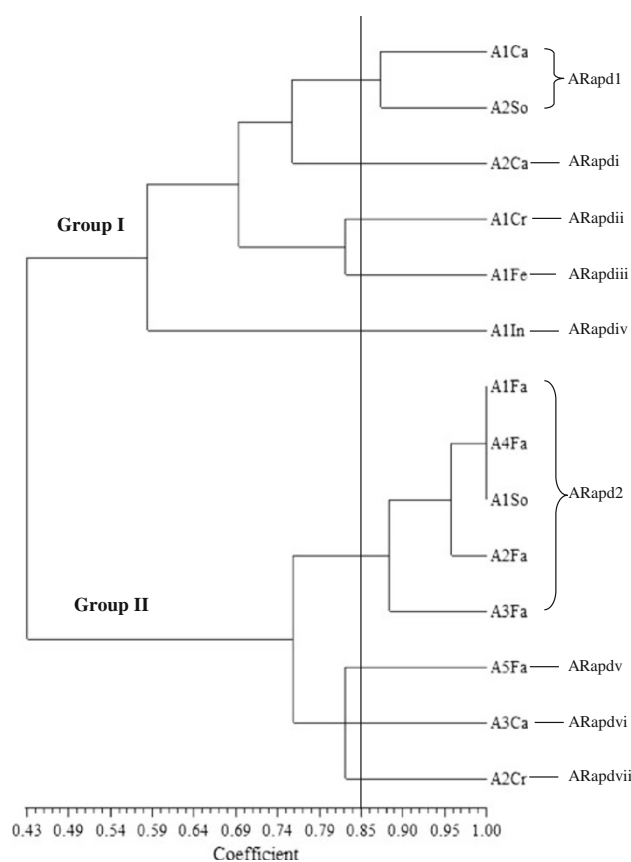 A1Ca
ARapd1
A2So
A2Ca ARapdi
A1Cr ARapdii
Group I
A1Fe ARapdiii
A1In ARapdiv
A1Fa
A4Fa
A1So ARapd2
A2Fa
Group II
A3Fa
A5Fa ARapdv
A3Ca ARapdvi
A2Cr ARapdvii
0.43 0.49 0.54 0.59 0.64 0.69 0.74 0.79 0.85 0.90 0.95 1.00
Coefficient